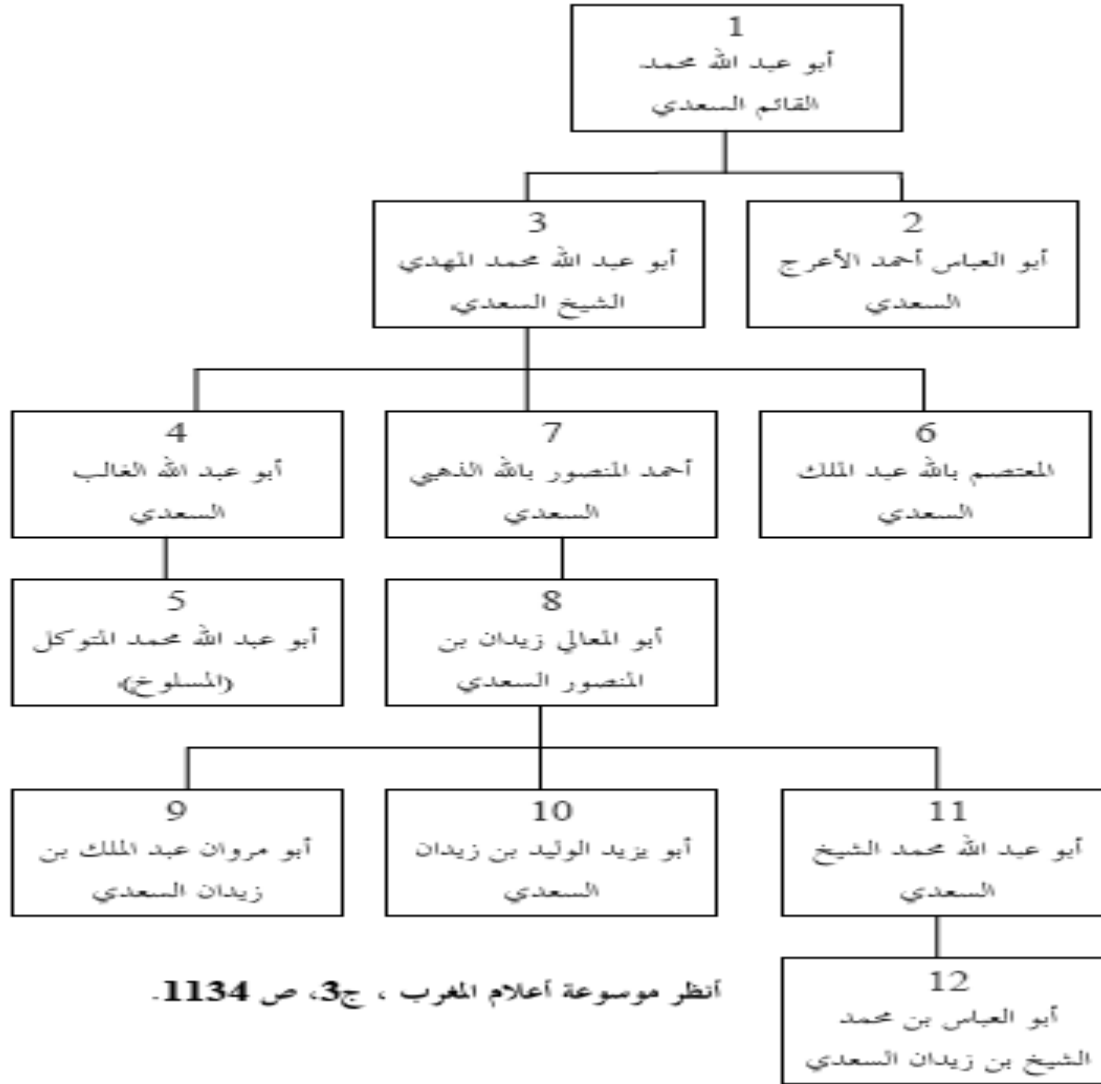 1
أبو عبد الله محمد
القائم السعدي
3
أبو عبد الله محمد المهدي
الشيخ السعدي
2
أبو العباس أحمد الأعرج
السعدي
4
أبو عبد الله الغالب
السعدي
7
أحمد المنصور بالله الذهبي
السعدي
6
المعتصم بالله عبد الملك
السعدي
5
أبو عبد الله محمد المتوكل
(المسلوخ)
8
أبو المعالي زيدان بن
المنصور السعدي
9
أبو مروان عبد الملك بن
زيدان السعدي
10
أبو يزيد الوليد بن زيدان
السعدي
11
أبو عبد الله محمد الشيخ
السعدي
12
أبو العباس بن محمد
الشيخ بن زيدان السعدي
أنظر موسوعة أعلام المغرب ، ج3، ص 1134.